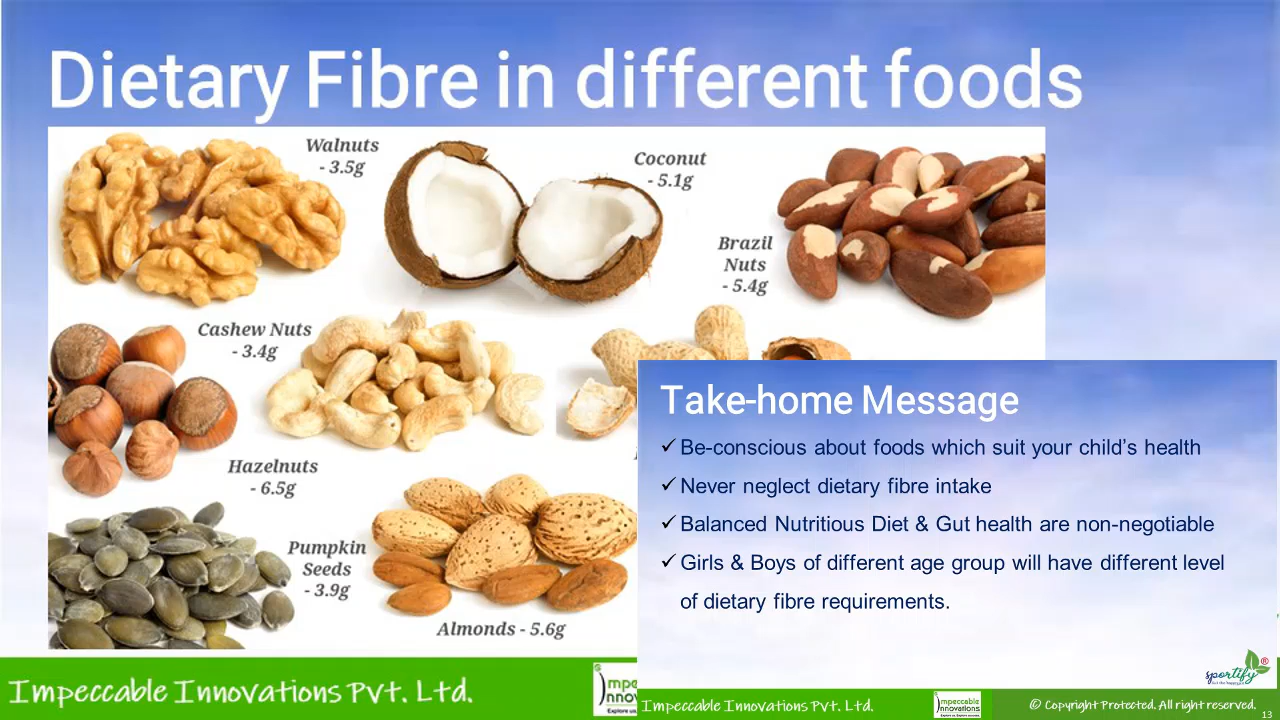 Dietary Fibre in different foods
Walnuts
- 3.5g
Coconut
- 5.1g
Brazil
Nuts
- 5.4g
Cashew Nuts
- 3.4g
Hazelnuts
- 6.5g
Pumpkin
Seeds
- 3.9g
Almonds - 5.6g
Impeccable Innovations Pvt. Ltd.
Take-home Message
✓ Be-conscious about foods which suit your child’s health
✓ Never neglect dietary fibre intake
✓ Balanced Nutritious Diet & Gut health are non-negotiable
✓ Girls & Boys of different age group will have different level
of dietary fibre requirements.
sportify
®
Impeccable Innovations Pvt. Ltd.
Impeccable
Innovations
© Copyright Protected. All right reserved.
13